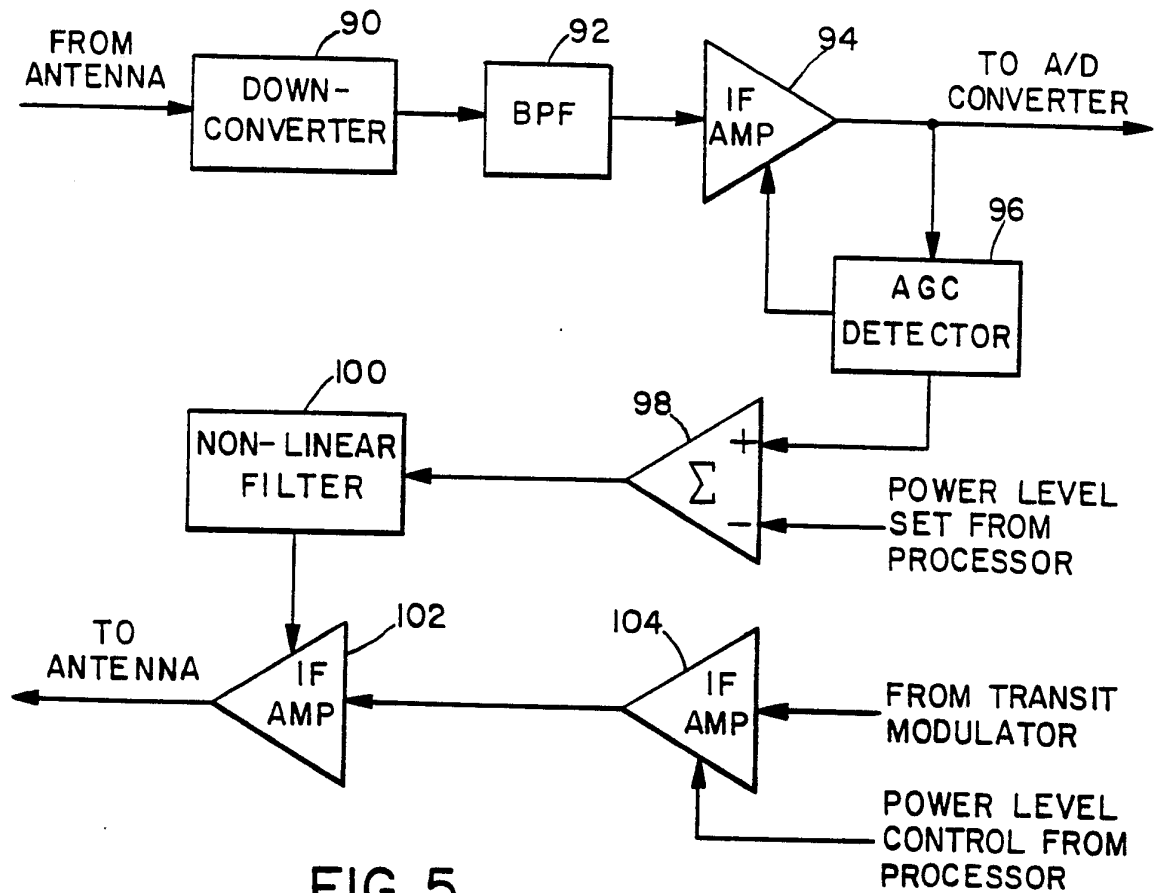 FROM
ANTENNA
90
DOWN-
CONVERTER
92
BPF
94
IF
AMP
TO A/D
CONVERTER
96
AGC
DETECTOR
100
NON-LINEAR
FILTER
98
Σ
+
−
POWER LEVEL
SET FROM
PROCESSOR
TO
ANTENNA
102
IF
AMP
104
IF
AMP
FROM TRANSIT
MODULATOR
POWER LEVEL
CONTROL FROM
PROCESSOR
FIG. 5